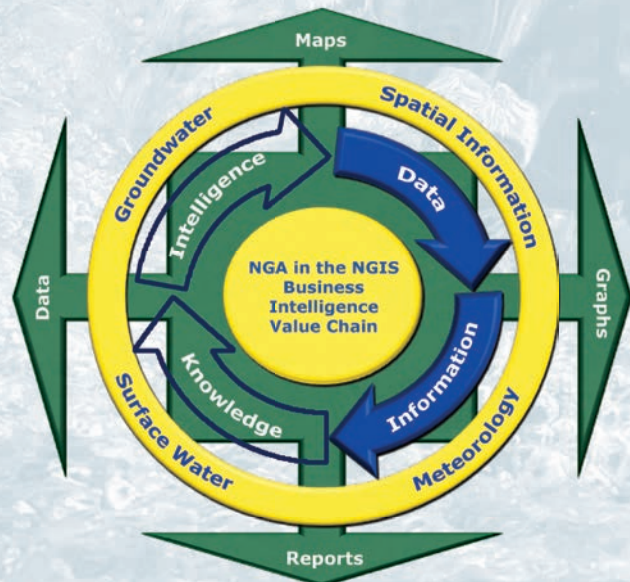 Maps
Groundwater
Spatial Information
Intelligence
Data
NGA in the NGIS
Business
Intelligence
Value Chain
Data
Graphs
Knowledge
Information
Surface Water
Meteorology
Reports